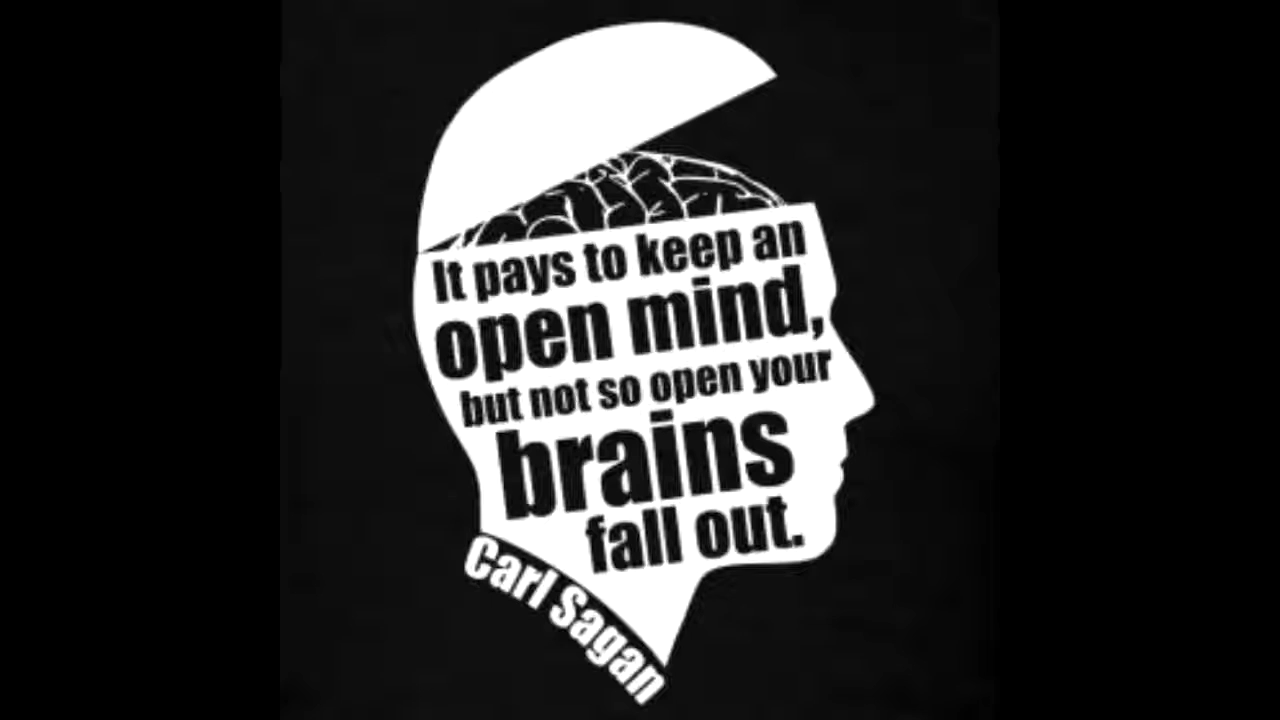 It pays to keep an
open mind,
but not so open your
brains
fall out.
Carl Sagan